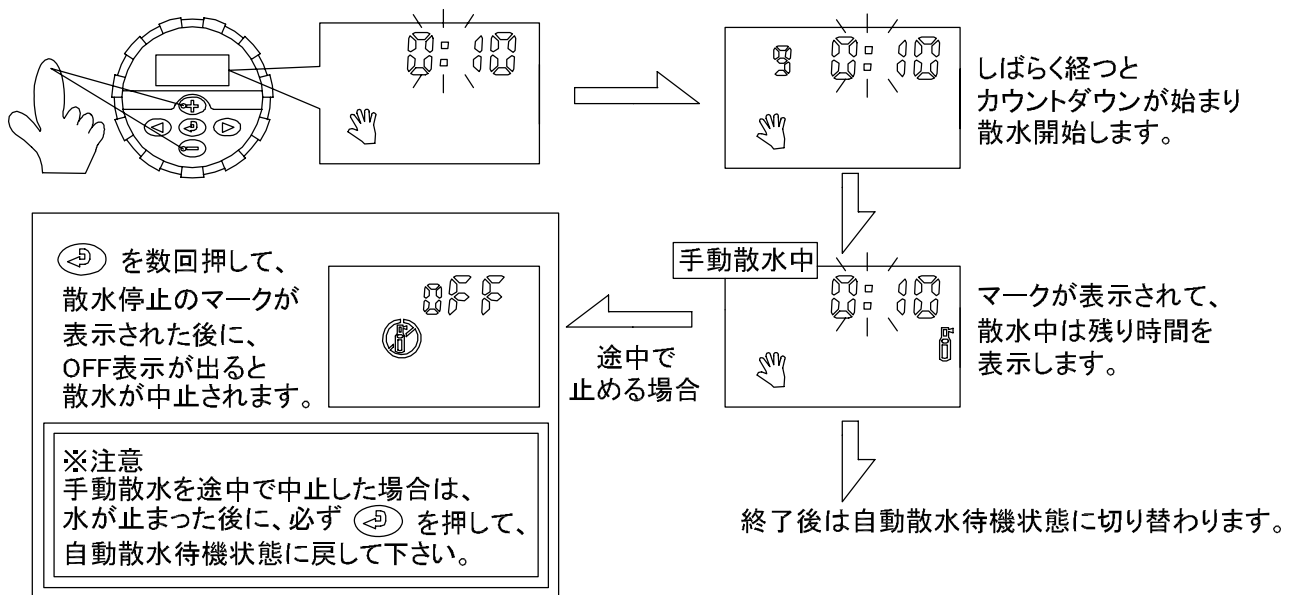 0:10
9 0:10
しばらく経つと
カウントダウンが始まり
散水開始します。
手動散水中
0:10
マークが表示されて、
散水中は残り時間を
表示します。
途中で
止める場合
を数回押して、
散水停止のマークが
表示された後に、
OFF表示が出ると
散水が中止されます。
oFF
※注意
手動散水を途中で中止した場合は、
水が止まった後に、必ず を押して、
自動散水待機状態に戻して下さい。
終了後は自動散水待機状態に切り替わります。